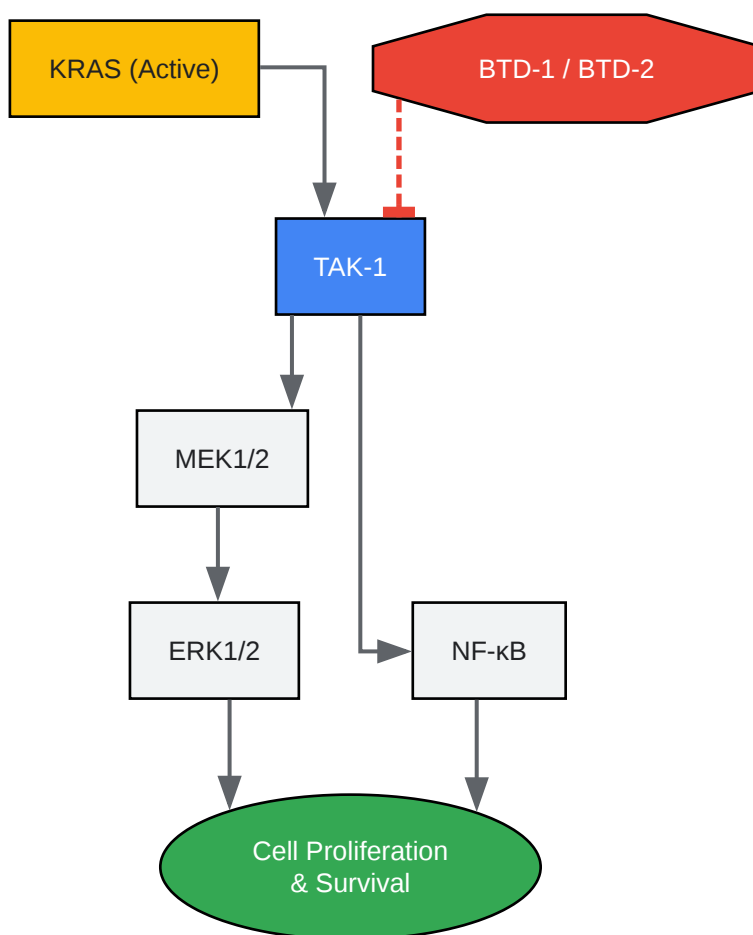 KRAS (Active)
BTD-1 / BTD-2
TAK-1
MEK1/2
ERK1/2
NF-κB
Cell Proliferation
& Survival